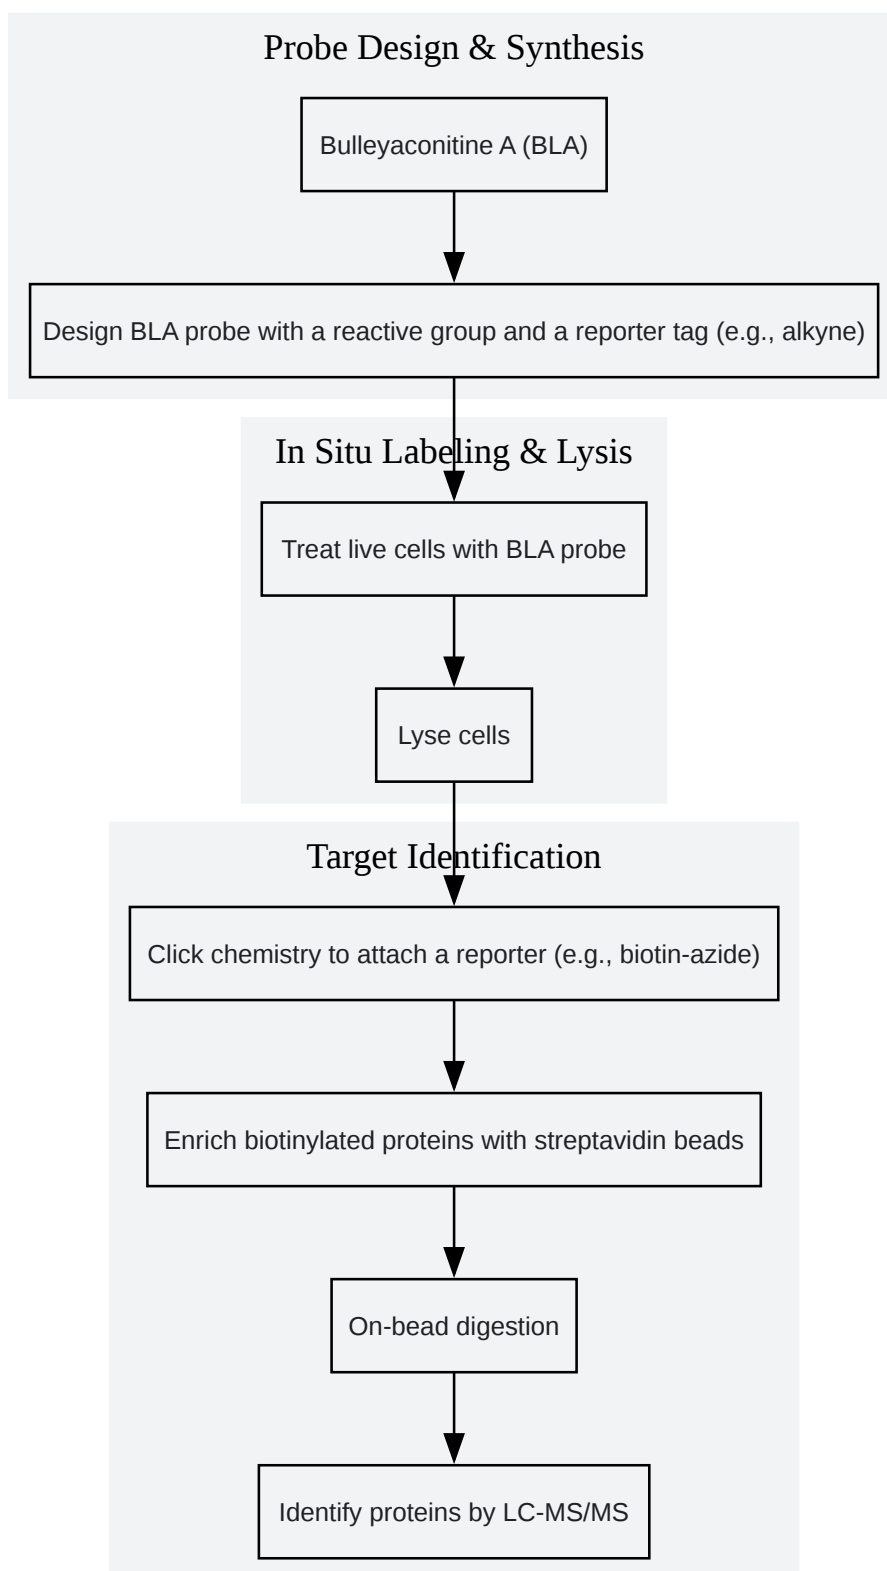 Probe Design & Synthesis
Bulleyaconitine A (BLA)
Design BLA probe with a reactive group and a reporter tag (e.g., alkyne)
In Situ Labeling & Lysis
Treat live cells with BLA probe
Lyse cells
Target Identification
Click chemistry to attach a reporter (e.g., biotin-azide)
Enrich biotinylated proteins with streptavidin beads
On-bead digestion
Identify proteins by LC-MS/MS